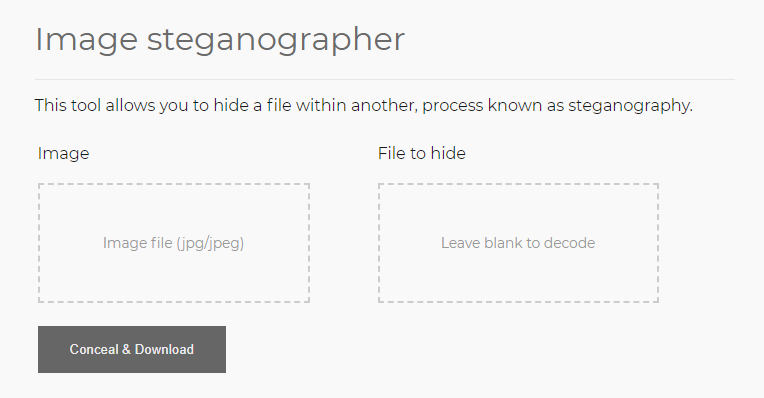 Image steganographer
This tool allows you to hide a file within another, process known as steganography.
Image
File to hide
Image file (jpg/jpeg)
Leave blank to decode
Conceal & Download